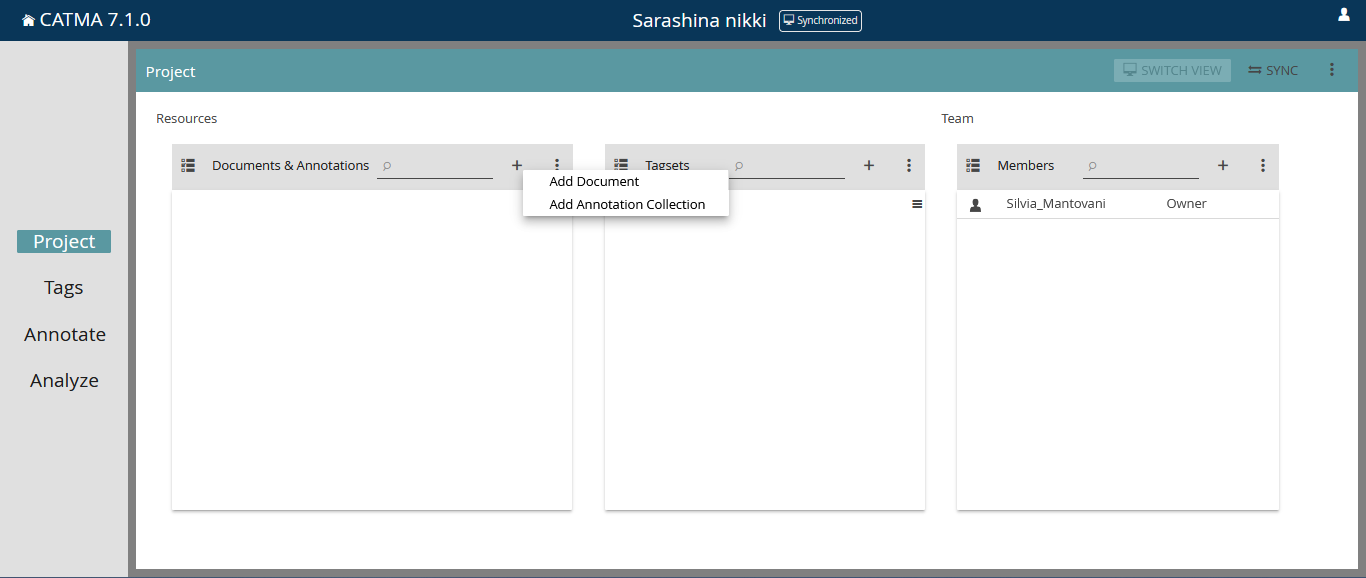 CATMA 7.1.0
Sarashina nikki
Synchronized
Project
SWITCH VIEW
SYNC
Resources
Team
Documents & Annotations
Tagsets
Members
Add Document
Add Annotation Collection
Silvia_Mantovani Owner
Project
Tags
Annotate
Analyze